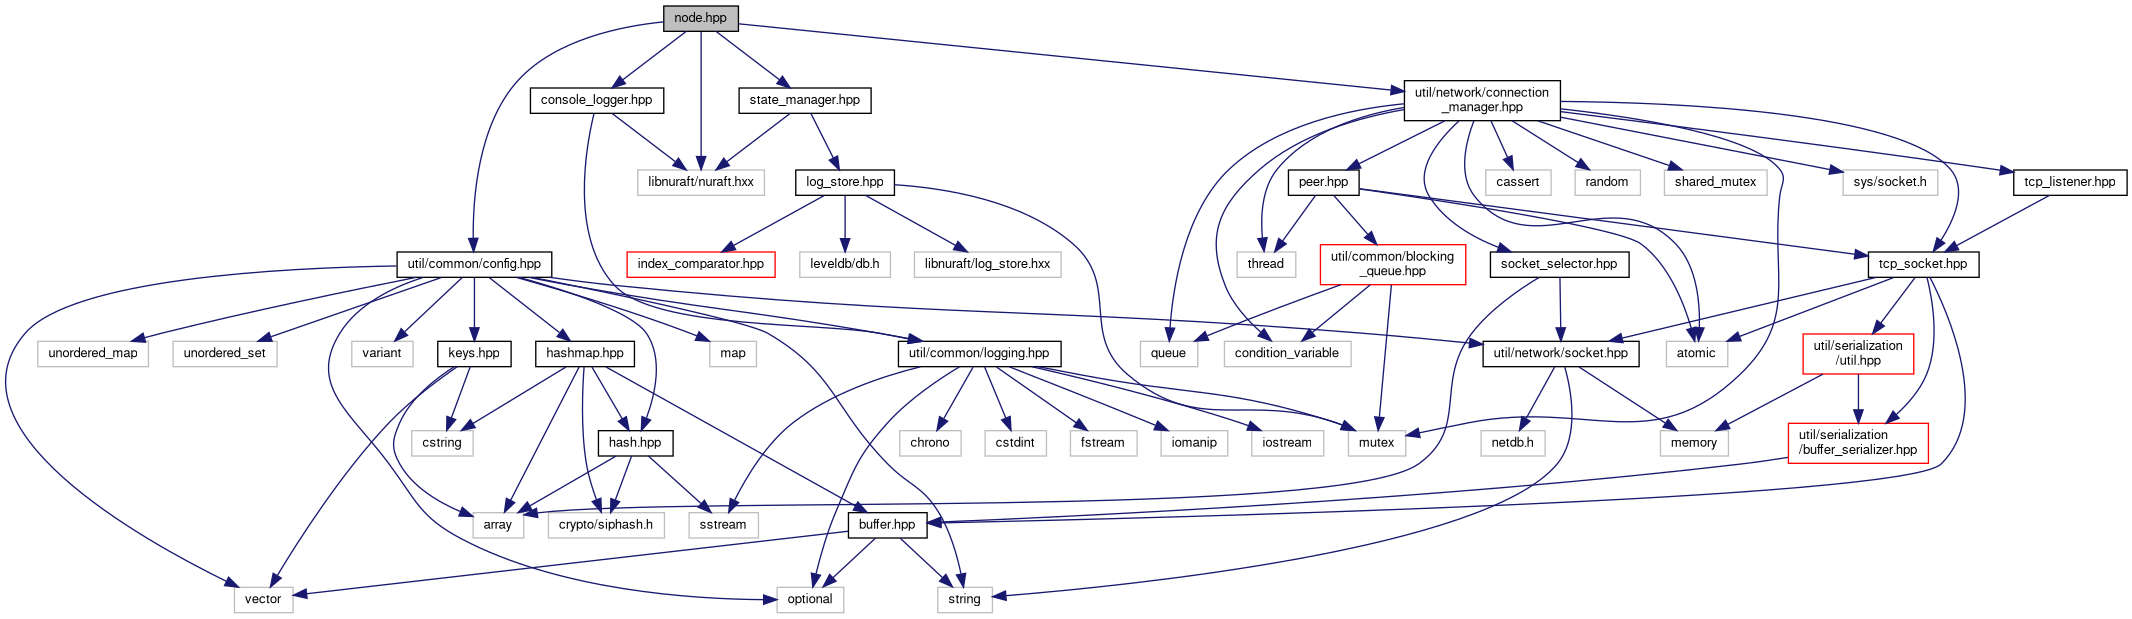 node.hpp
console_logger.hpp
state_manager.hpp
util/network/connection
_manager.hpp
libnuraft/nuraft.hxx
log_store.hpp
peer.hpp
cassert
random
shared_mutex
sys/socket.h
tcp_listener.hpp
util/common/config.hpp
index_comparator.hpp
leveldb/db.h
libnuraft/log_store.hxx
thread
util/common/blocking
_queue.hpp
socket_selector.hpp
tcp_socket.hpp
unordered_map
unordered_set
variant
keys.hpp
hashmap.hpp
map
util/common/logging.hpp
queue
condition_variable
util/network/socket.hpp
atomic
util/serialization
/util.hpp
cstring
hash.hpp
chrono
cstdint
fstream
iomanip
iostream
mutex
netdb.h
memory
util/serialization
/buffer_serializer.hpp
array
crypto/siphash.h
sstream
buffer.hpp
vector
optional
string